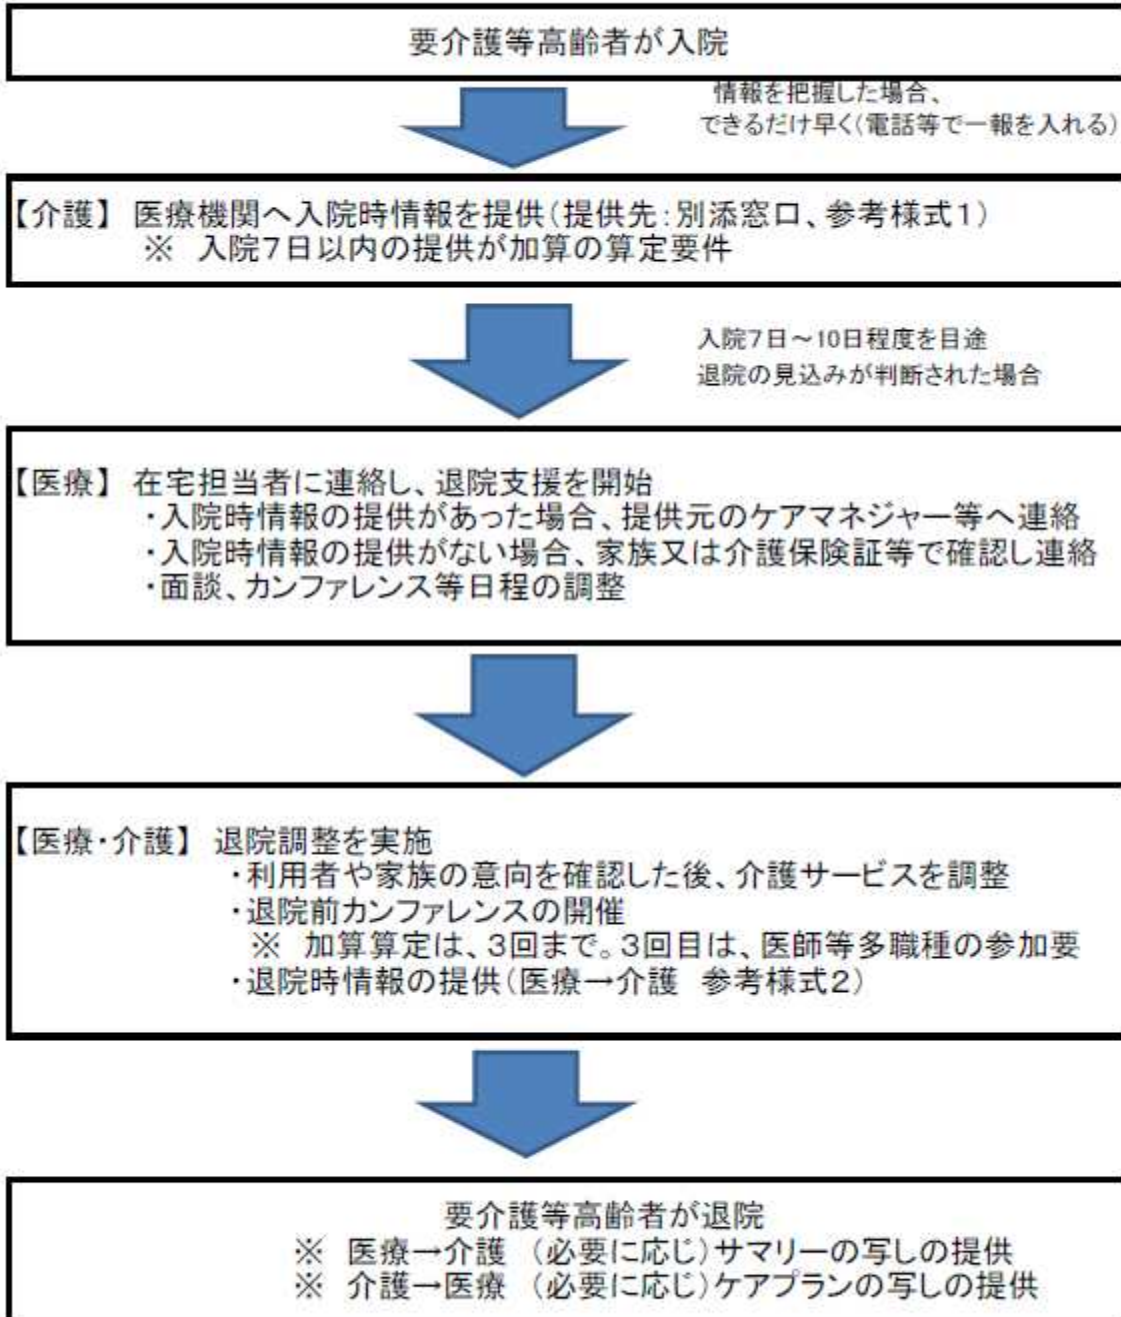 要介護等高齢者が入院
情報を把握した場合、
できるだけ早く(電話等で一報を入れる)
【介護】 医療機関へ入院時情報を提供(提供先:別添窓口、参考様式1)
※ 入院7日以内の提供が加算の算定要件
入院7日～10日程度を目途
退院の見込みが判断された場合
【医療】 在宅担当者に連絡し、退院支援を開始
・入院時情報の提供があった場合、提供元のケアマネジャー等へ連絡
・入院時情報の提供がない場合、家族又は介護保険証等で確認し連絡
・面談、カンファレンス等日程の調整
【医療・介護】 退院調整を実施
・利用者や家族の意向を確認した後、介護サービスを調整
・退院前カンファレンスの開催
※ 加算算定は、3回まで。3回目は、医師等多職種の参加要
・退院時情報の提供(医療→介護 参考様式2)
要介護等高齢者が退院
※ 医療→介護 (必要に応じ)サマリーの写しの提供
※ 介護→医療 (必要に応じ)ケアプランの写しの提供